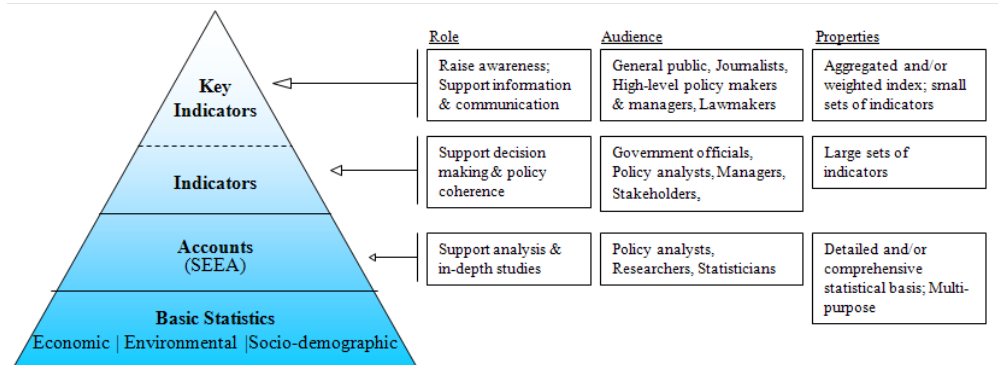 Role
Audience
Properties
Key
Indicators
Raise awareness;
Support information
& communication
General public, Journalists,
High-level policy makers
& managers, Lawmakers
Aggregated and/or
weighted index; small
sets of indicators
Indicators
Support decision
making & policy
coherence
Government officials,
Policy analysts, Managers,
Stakeholders,
Large sets of
indicators
Accounts
(SEEA)
Support analysis &
in-depth studies
Policy analysts,
Researchers, Statisticians
Detailed and/or
comprehensive
statistical basis; Multi-
purpose
Basic Statistics
Economic | Environmental |Socio-demographic